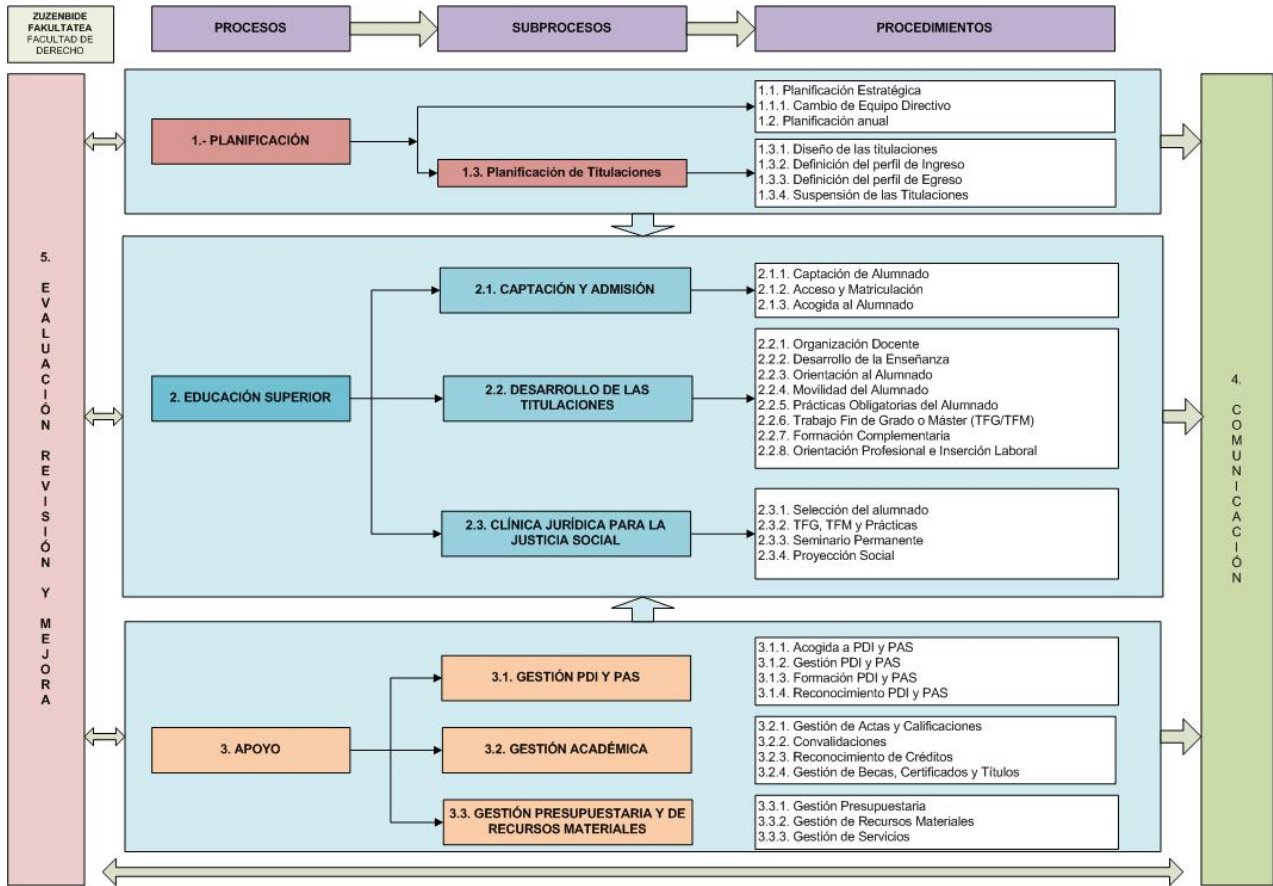 ZUZENBIDE
FAKULTATEA
FACULTAD DE
DERECHO
PROCESOS
SUBPROCESOS
PROCEDIMIENTOS
5.
EVALUACIÓN REVISIÓN Y MEJORA
1.- PLANIFICACIÓN
1.1. Planificación Estratégica
1.1.1. Cambio de Equipo Directivo
1.2. Planificación anual
1.3. Planificación de Titulaciones
1.3.1. Diseño de las titulaciones
1.3.2. Definición del perfil de Ingreso
1.3.3. Definición del perfil de Egreso
1.3.4. Suspensión de las Titulaciones
2. EDUCACIÓN SUPERIOR
2.1. CAPTACIÓN Y ADMISIÓN
2.1.1. Captación de Alumnado
2.1.2. Acceso y Matriculación
2.1.3. Acogida al Alumnado
2.2. DESARROLLO DE LAS
TITULACIONES
2.2.1. Organización Docente
2.2.2. Desarrollo de la Enseñanza
2.2.3. Orientación al Alumnado
2.2.4. Movilidad del Alumnado
2.2.5. Prácticas Obligatorias del Alumnado
2.2.6. Trabajo Fin de Grado o Máster (TFG/TFM)
2.2.7. Formación Complementaria
2.2.8. Orientación Profesional e Inserción Laboral
2.3. CLÍNICA JURÍDICA PARA LA
JUSTICIA SOCIAL
2.3.1. Selección del alumnado
2.3.2. TFG, TFM y Prácticas
2.3.3. Seminario Permanente
2.3.4. Proyección Social
3. APOYO
3.1. GESTIÓN PDI Y PAS
3.1.1. Acogida a PDI y PAS
3.1.2. Gestión PDI y PAS
3.1.3. Formación PDI y PAS
3.1.4. Reconocimiento PDI y PAS
3.2. GESTIÓN ACADÉMICA
3.2.1. Gestión de Actas y Calificaciones
3.2.2. Convalidaciones
3.2.3. Reconocimiento de Créditos
3.2.4. Gestión de Becas, Certificados y Títulos
3.3. GESTIÓN PRESUPUESTARIA Y DE
RECURSOS MATERIALES
3.3.1. Gestión Presupuestaria
3.3.2. Gestión de Recursos Materiales
3.3.3. Gestión de Servicios
4.
COMUNICACIÓN